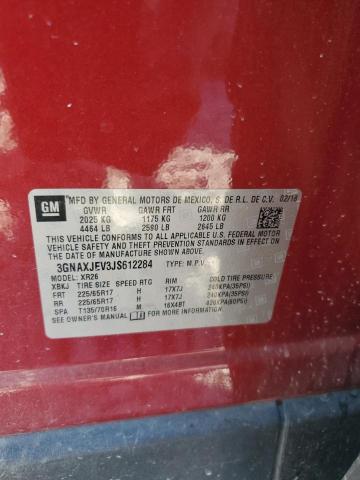 GM
MFD BY GENERAL MOTORS DE MEXICO, S. DE R.L. DE C.V. 02/18
GVWR GAWR FRT GAWR RR
2025 KG 1175 KG 1200 KG
4464 LB 2590 LB 2645 LB
THIS VEHICLE CONFORMS TO ALL APPLICABLE U.S. FEDERAL MOTOR
VEHICLE SAFETY, BUMPER, AND THEFT PREVENTION STANDARDS IN
EFFECT ON THE DATE OF MANUFACTURE SHOWN ABOVE.
3GNAXJEV3JS612284 TYPE: M.P.V.
XBKJ XR26
TIRE SIZE SPEED RTG RIM
FRT 225/65R17 H 17X7J 240KPA(35PSI)
RR 225/65R17 H 17X7J 240KPA(35PSI)
SPA T135/70R16 M 16X4BT 420KPA(60PSI)
SEE OWNER'S MANUAL FOR MORE INFORMATION.